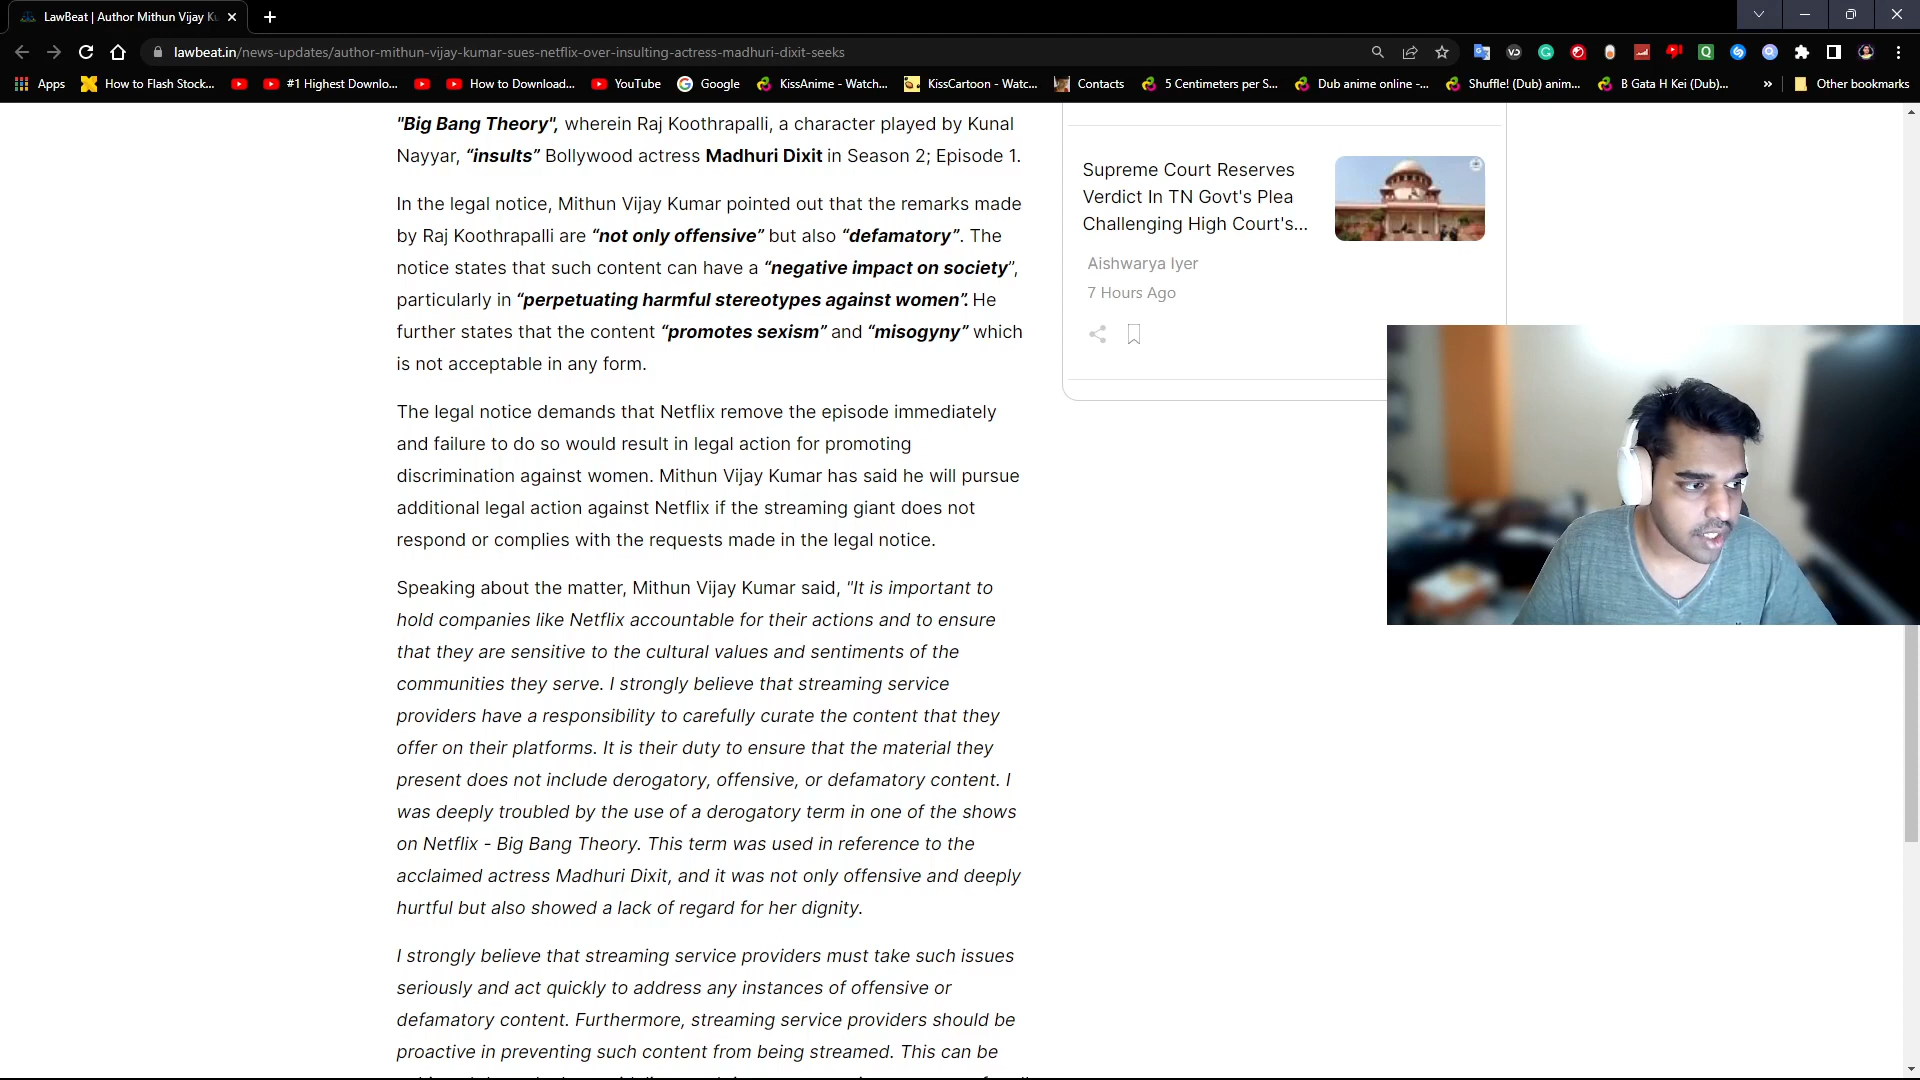 LawBeat | Author Mithun Vijay Ku
lawbeat.in/news-updates/author-mithun-vijay-kumar-sues-netflix-over-insulting-actress-madhuri-dixit-seeks
Apps
How to Flash Stock...
#1 Highest Downlo...
How to Download...
YouTube
Google
KissAnime - Watch...
KissCartoon - Watc...
Contacts
5 Centimeters per S...
Dub anime online -...
Shuffle! (Dub) anim...
B Gata H Kei (Dub)...
»
Other bookmarks
"Big Bang Theory", wherein Raj Koothrapalli, a character played by Kunal
Nayyar, “insults” Bollywood actress Madhuri Dixit in Season 2; Episode 1.
In the legal notice, Mithun Vijay Kumar pointed out that the remarks made
by Raj Koothrapalli are “not only offensive” but also “defamatory”. The
notice states that such content can have a “negative impact on society”,
particularly in “perpetuating harmful stereotypes against women”. He
further states that the content “promotes sexism” and “misogyny” which
is not acceptable in any form.
The legal notice demands that Netflix remove the episode immediately
and failure to do so would result in legal action for promoting
discrimination against women. Mithun Vijay Kumar has said he will pursue
additional legal action against Netflix if the streaming giant does not
respond or complies with the requests made in the legal notice.
Speaking about the matter, Mithun Vijay Kumar said, "It is important to
hold companies like Netflix accountable for their actions and to ensure
that they are sensitive to the cultural values and sentiments of the
communities they serve. I strongly believe that streaming service
providers have a responsibility to carefully curate the content that they
offer on their platforms. It is their duty to ensure that the material they
present does not include derogatory, offensive, or defamatory content. I
was deeply troubled by the use of a derogatory term in one of the shows
on Netflix - Big Bang Theory. This term was used in reference to the
acclaimed actress Madhuri Dixit, and it was not only offensive and deeply
hurtful but also showed a lack of regard for her dignity.
I strongly believe that streaming service providers must take such issues
seriously and act quickly to address any instances of offensive or
defamatory content. Furthermore, streaming service providers should be
proactive in preventing such content from being streamed. This can be
Supreme Court Reserves
Verdict In TN Govt's Plea
Challenging High Court's...
Aishwarya Iyer
7 Hours Ago